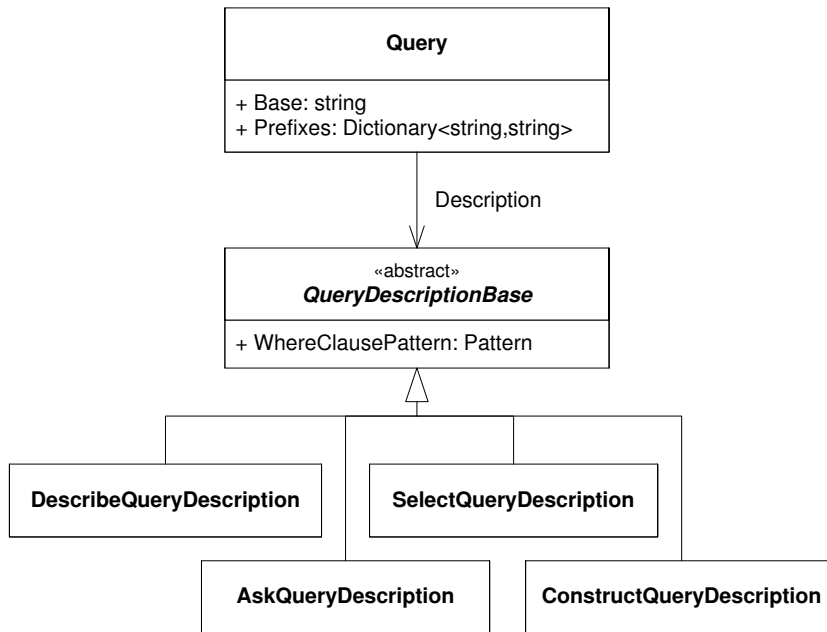 Query
+ Base: string
+ Prefixes: Dictionary<string,string>
Description
«abstract»
QueryDescriptionBase
+ WhereClausePattern: Pattern
DescribeQueryDescription
SelectQueryDescription
AskQueryDescription
ConstructQueryDescription